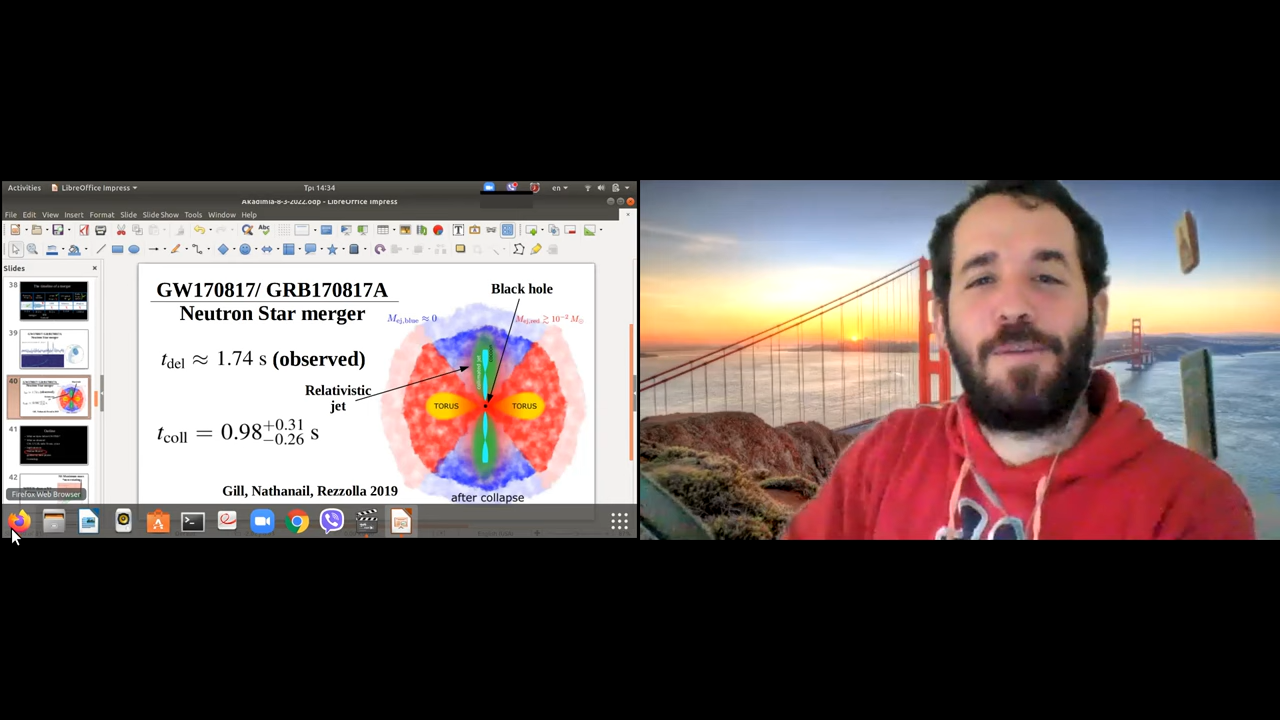 Activities
LibreOffice Impress
Τρι 14:34
en
Akadimia-8-3-2022.odp - LibreOffice Impress
File Edit View Insert Format Slide Slide Show Tools Window Help
Slides
38
39
40
41
42
GW170817/ GRB170817A
Neutron Star merger
Black hole
M_ej,blue ≈ 0
M_ej,red ≳ 10⁻² M_⊙
t_del ≈ 1.74 s (observed)
Relativistic
jet
TORUS
TORUS
t_coll = 0.98^{+0.31}_{-0.26} s
Gill, Nathanail, Rezzolla 2019
after collapse
Firefox Web Browser